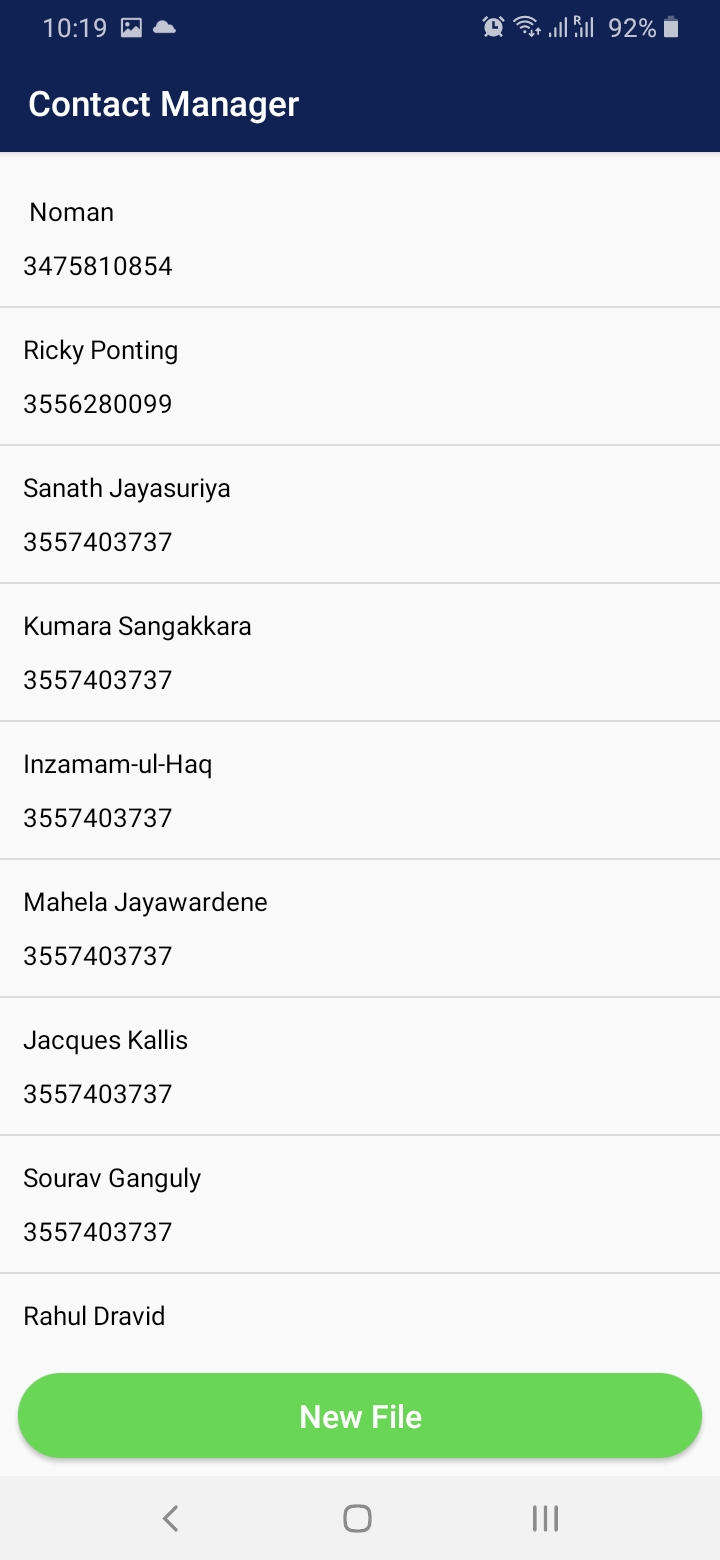 10:19 R 92%
Contact Manager
Noman
3475810854
Ricky Ponting
3556280099
Sanath Jayasuriya
3557403737
Kumara Sangakkara
3557403737
Inzamam-ul-Haq
3557403737
Mahela Jayawardene
3557403737
Jacques Kallis
3557403737
Sourav Ganguly
3557403737
Rahul Dravid
New File